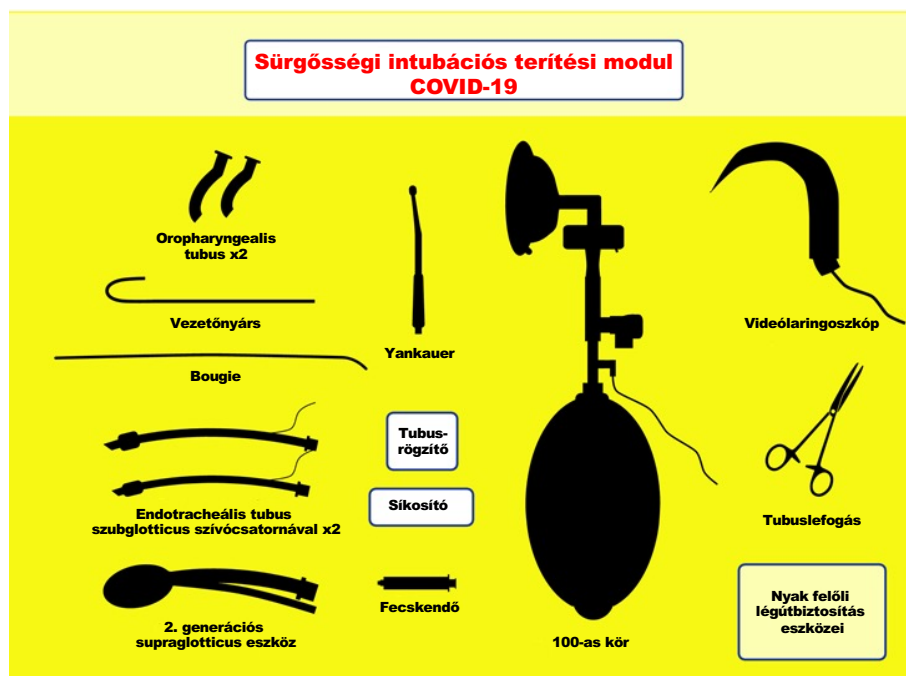 Sürgősségi intubációs terítési modul
COVID-19
Oropharyngealis
tubus x2
Vezetőnyárs
Bougie
Endotracheális tubus
szubglotticus szívócsatornával x2
2. generációs
supraglotticus eszköz
Yankauer
Tubus-
rögzítő
Síkosító
Fecskendő
100-as kör
Videólaringoszkóp
Tubuslefogás
Nyak felőli
légútbiztosítás
eszközei